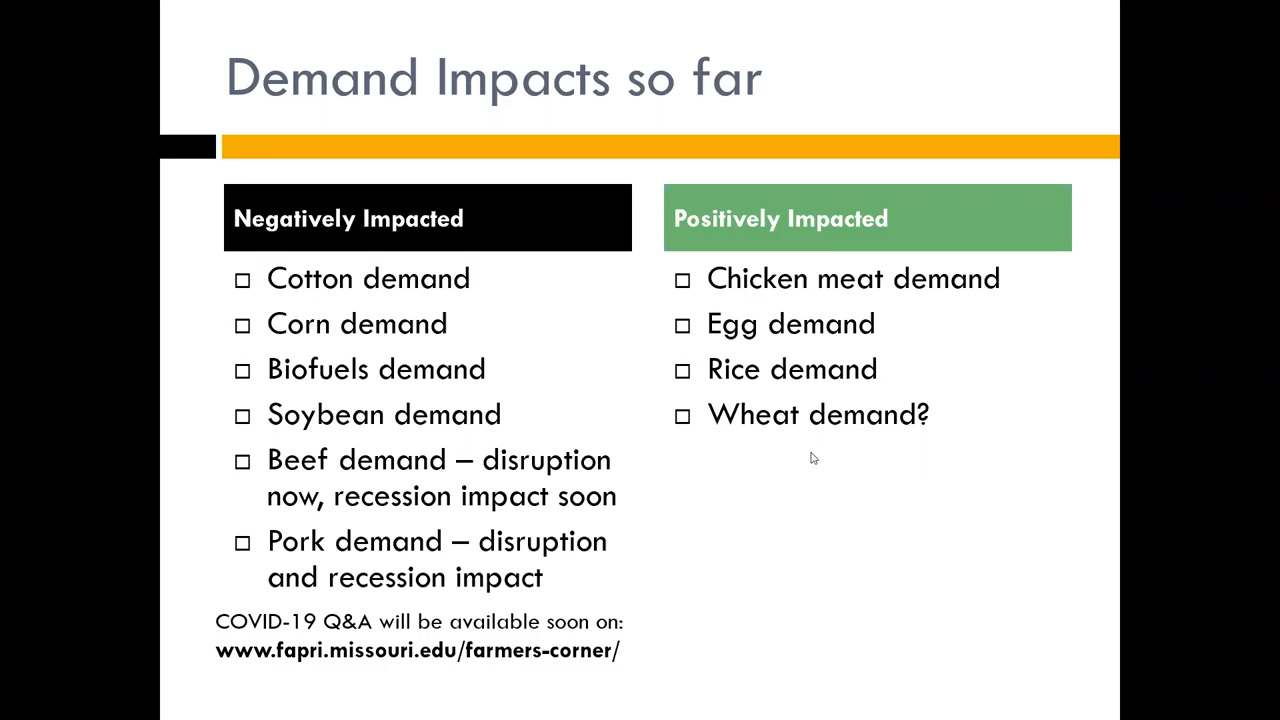 Demand Impacts so far
Negatively Impacted
Cotton demand
Corn demand
Biofuels demand
Soybean demand
Beef demand – disruption
now, recession impact soon
Pork demand – disruption
and recession impact
Positively Impacted
Chicken meat demand
Egg demand
Rice demand
Wheat demand?
COVID-19 Q&A will be available soon on:
www.fapri.missouri.edu/farmers-corner/